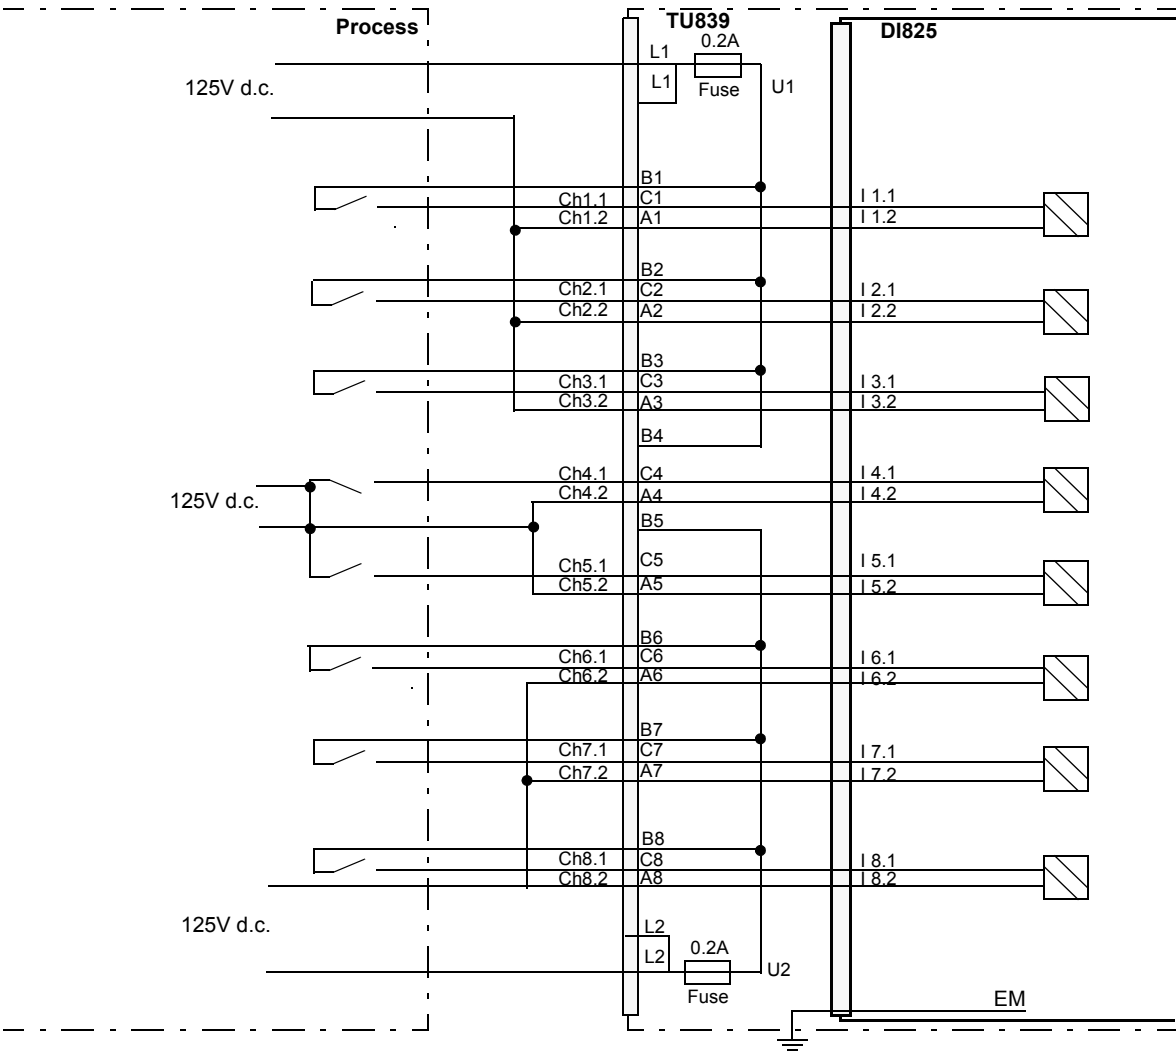 Process
TU839
DI825
0.2A
L1
L1
Fuse
U1
125V d.c.
B1
Ch1.1 C1 I 1.1
Ch1.2 A1 I 1.2
B2
Ch2.1 C2 I 2.1
Ch2.2 A2 I 2.2
B3
Ch3.1 C3 I 3.1
Ch3.2 A3 I 3.2
B4
Ch4.1 C4 I 4.1
Ch4.2 A4 I 4.2
125V d.c.
B5
Ch5.1 C5 I 5.1
Ch5.2 A5 I 5.2
B6
Ch6.1 C6 I 6.1
Ch6.2 A6 I 6.2
B7
Ch7.1 C7 I 7.1
Ch7.2 A7 I 7.2
B8
Ch8.1 C8 I 8.1
Ch8.2 A8 I 8.2
125V d.c.
L2
0.2A
L2
U2
Fuse
EM